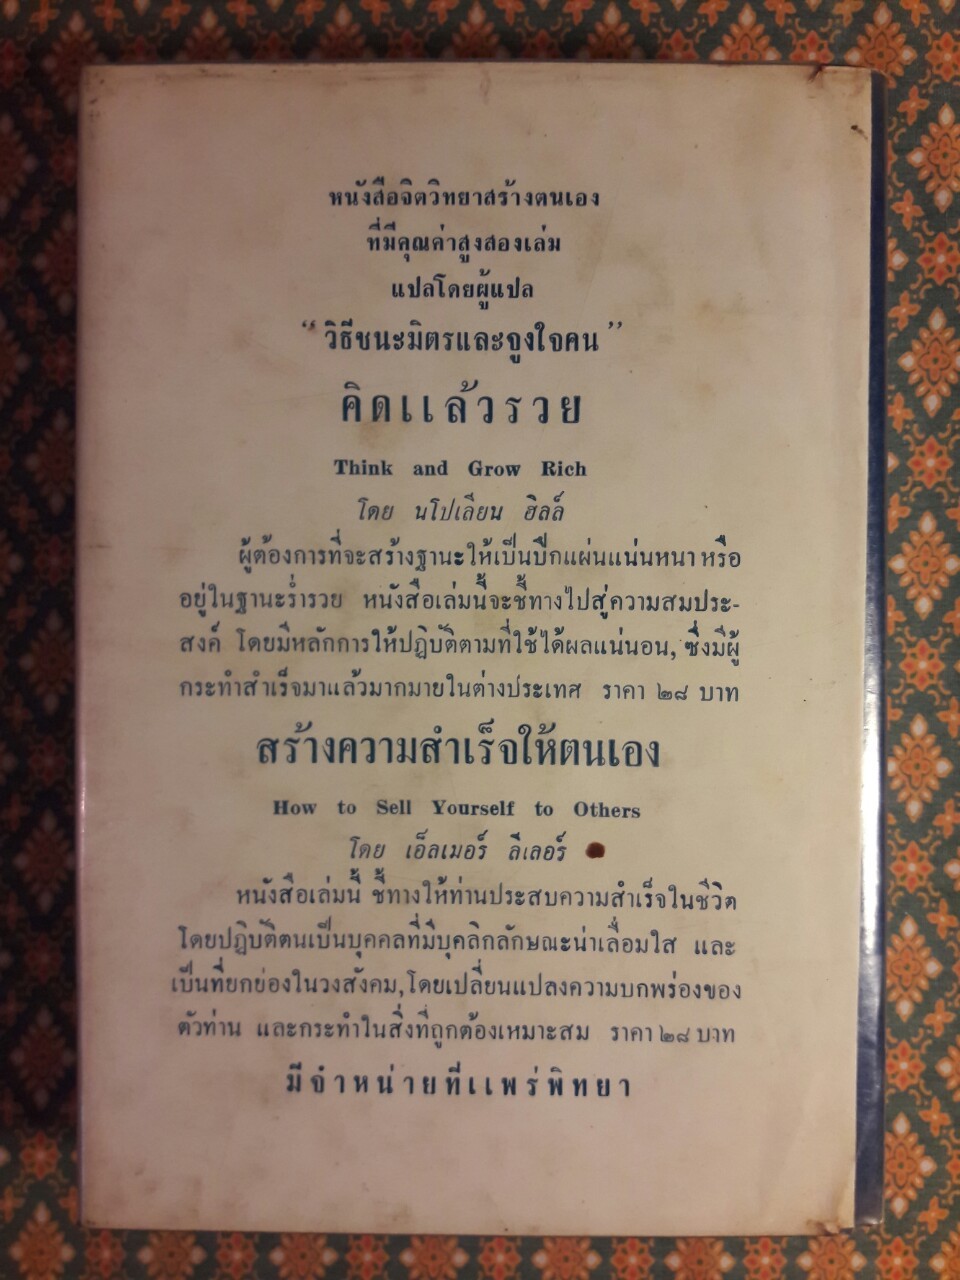 หนังสือจิตวิทยาสร้างตนเอง
ที่มีคุณค่าสูงสองเล่ม
แปลโดยผู้แปล
“วิธีชนะมิตรและจูงใจคน”
คิดแล้วรวย
Think and Grow Rich
โดย นโปเลียน ฮิลล์
ผู้ต้องการที่จะสร้างฐานะให้เป็นปึกแผ่นแน่นหนา หรือ
อยู่ในฐานะร่ำรวย หนังสือเล่มนี้จะชี้ทางไปสู่ความสมประ-
สงค์ โดยมีหลักการให้ปฏิบัติตามที่ใช้ได้ผลแน่นอน, ซึ่งมีผู้
กระทำสำเร็จมาแล้วมากมายในต่างประเทศ ราคา ๒๘ บาท
สร้างความสำเร็จให้ตนเอง
How to Sell Yourself to Others
โดย เอ็ลเมอร์ ลีเลอร์
หนังสือเล่มนี้ ชี้ทางให้ท่านประสบความสำเร็จในชีวิต
โดยปฏิบัติตนเป็นบุคคลที่มีบุคลิกลักษณะน่าเลื่อมใส และ
เป็นที่ยกย่องในวงสังคม, โดยเปลี่ยนแปลงความบกพร่องของ
ตัวท่าน และกระทำในสิ่งที่ถูกต้องเหมาะสม ราคา ๒๘ บาท
มีจำหน่ายที่แพร่พิทยา